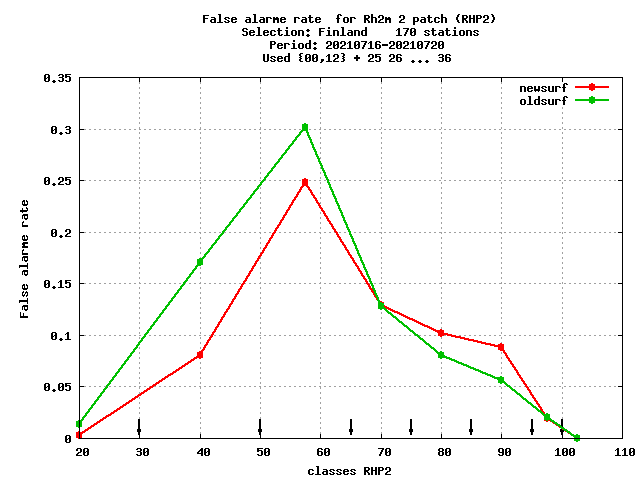 False alarme rate  for Rh2m 2 patch (RHP2)
Selection: Finland    170 stations
Period: 20210716-20210720
Used {00,12} + 25 26 ... 36
newsurf
oldsurf
0.35
0.3
0.25
0.2
0.15
0.1
0.05
0
False alarme rate
20 30 40 50 60 70 80 90 100 110
classes RHP2